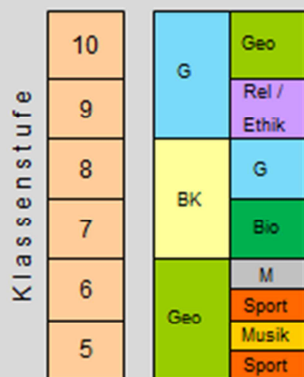 Klassenstufe
10
G
Geo
9
Rel /
Ethik
8
BK
G
7
Bio
6
Geo
M
Sport
5
Musik
Sport